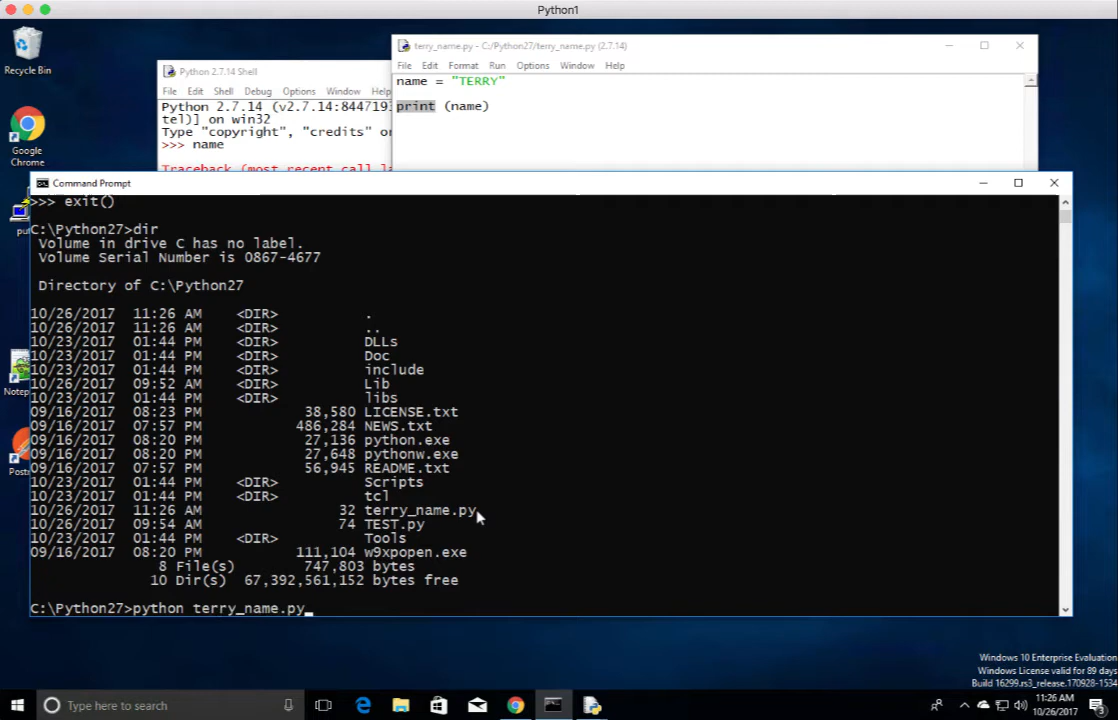 Python1
Recycle Bin
Google
Chrome
terry_name.py - C:/Python27/terry_name.py (2.7.14)
File Edit Format Run Options Window Help
name = "TERRY"
print (name)
Python 2.7.14 Shell
File Edit Shell Debug Options Window Help
Python 2.7.14 (v2.7.14:844719
tel)] on win32
Type "copyright", "credits" or
>>> name
Traceback (most recent call la
Command Prompt
>>> exit()
C:\Python27>dir
Volume in drive C has no label.
Volume Serial Number is 0867-4677
Directory of C:\Python27
10/26/2017 11:26 AM <DIR> .
10/26/2017 11:26 AM <DIR> ..
10/23/2017 01:44 PM <DIR> DLLs
10/23/2017 01:44 PM <DIR> Doc
10/23/2017 01:44 PM <DIR> include
10/26/2017 09:52 AM <DIR> Lib
10/23/2017 01:44 PM <DIR> libs
09/16/2017 08:23 PM 38,580 LICENSE.txt
09/16/2017 07:57 PM 486,284 NEWS.txt
09/16/2017 08:20 PM 27,136 python.exe
09/16/2017 08:20 PM 27,648 pythonw.exe
09/16/2017 07:57 PM 56,945 README.txt
10/23/2017 01:44 PM <DIR> Scripts
10/23/2017 01:44 PM <DIR> tcl
10/26/2017 11:26 AM 32 terry_name.py
10/26/2017 09:54 AM 74 TEST.py
10/23/2017 01:44 PM <DIR> Tools
09/16/2017 08:20 PM 111,104 w9xpopen.exe
8 File(s) 747,803 bytes
10 Dir(s) 67,392,561,152 bytes free
C:\Python27>python terry_name.py_
pu
Notep
Posti
Windows 10 Enterprise Evaluation
Windows License valid for 89 days
Build 16299.rs3_release.170928-1534
Type here to search
11:26 AM
10/26/2017
3